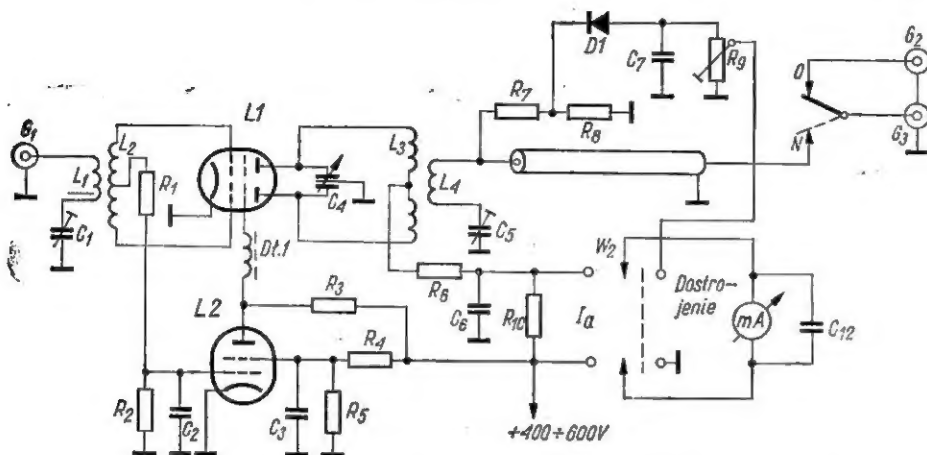 D1
C7
R9
G2
R7
O
L1
R8
G1
L2
L3
G3
N
L1
R1
C4
L4
C1
C5
W2
Dł.1
Dostro-
jenie
R6
L2
R3
C6
R10
Ia
mA
C12
R4
R2
C2
C3
R5
+400÷600V